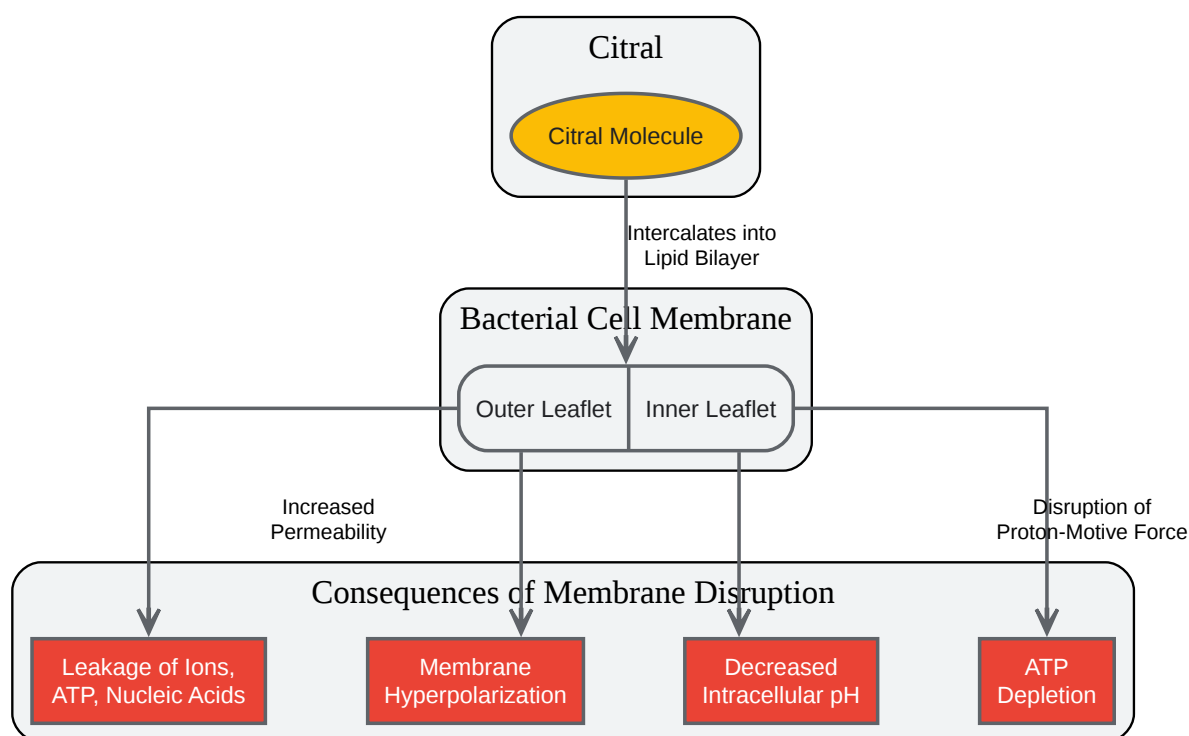 Citral
Citral Molecule
Intercalates into
Lipid Bilayer
Bacterial Cell Membrane
Outer Leaflet
Inner Leaflet
Increased
Permeability
Disruption of
Proton-Motive Force
Consequences of Membrane Disruption
Leakage of Ions,
ATP, Nucleic Acids
Membrane
Hyperpolarization
Decreased
Intracellular pH
ATP
Depletion